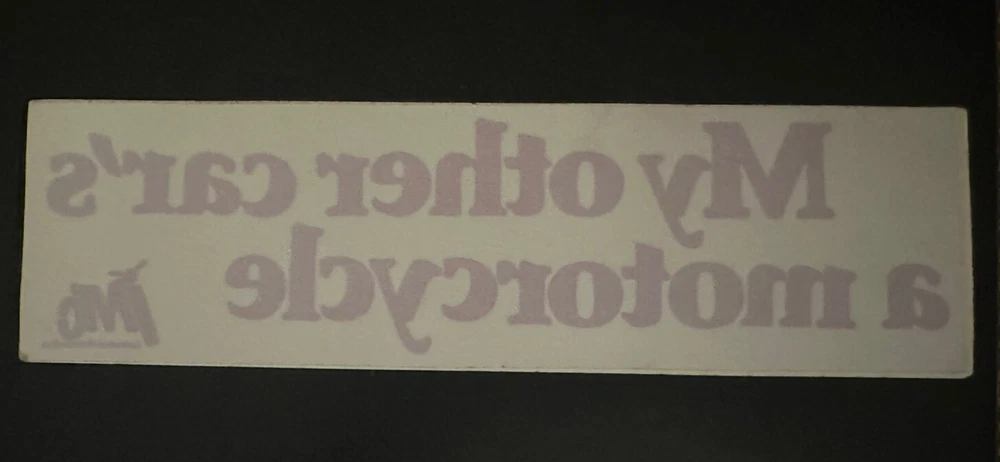 My other car's
a motorcycle